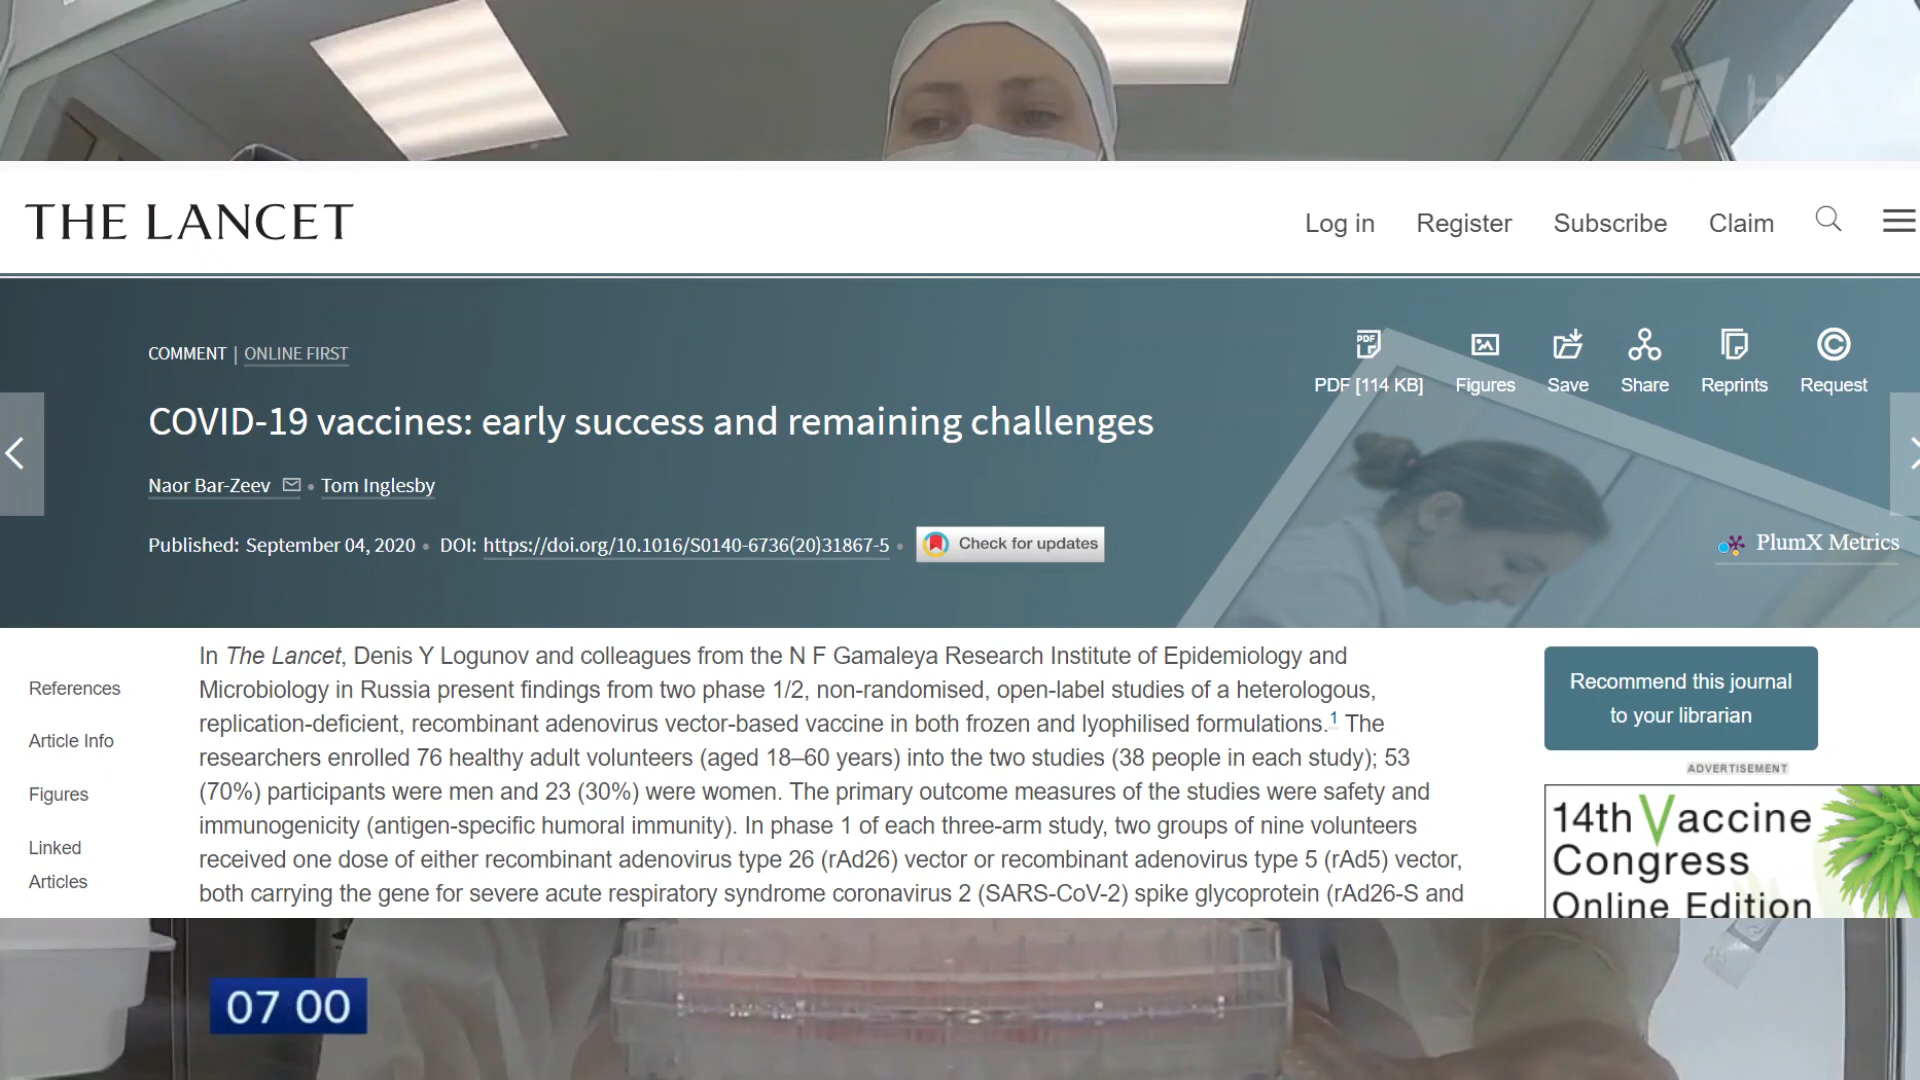 THE LANCET
Log in Register Subscribe Claim
COMMENT | ONLINE FIRST
PDF [114 KB] Figures Save Share Reprints Request
COVID-19 vaccines: early success and remaining challenges
Naor Bar-Zeev • Tom Inglesby
Published: September 04, 2020 • DOI: https://doi.org/10.1016/S0140-6736(20)31867-5 • Check for updates
PlumX Metrics
References
Article Info
Figures
Linked
Articles
In The Lancet, Denis Y Logunov and colleagues from the N F Gamaleya Research Institute of Epidemiology and
Microbiology in Russia present findings from two phase 1/2, non-randomised, open-label studies of a heterologous,
replication-deficient, recombinant adenovirus vector-based vaccine in both frozen and lyophilised formulations.1 The
researchers enrolled 76 healthy adult volunteers (aged 18–60 years) into the two studies (38 people in each study); 53
(70%) participants were men and 23 (30%) were women. The primary outcome measures of the studies were safety and
immunogenicity (antigen-specific humoral immunity). In phase 1 of each three-arm study, two groups of nine volunteers
received one dose of either recombinant adenovirus type 26 (rAd26) vector or recombinant adenovirus type 5 (rAd5) vector,
both carrying the gene for severe acute respiratory syndrome coronavirus 2 (SARS-CoV-2) spike glycoprotein (rAd26-S and
Recommend this journal
to your librarian
ADVERTISEMENT
14th Vaccine
Congress
Online Edition
07 00